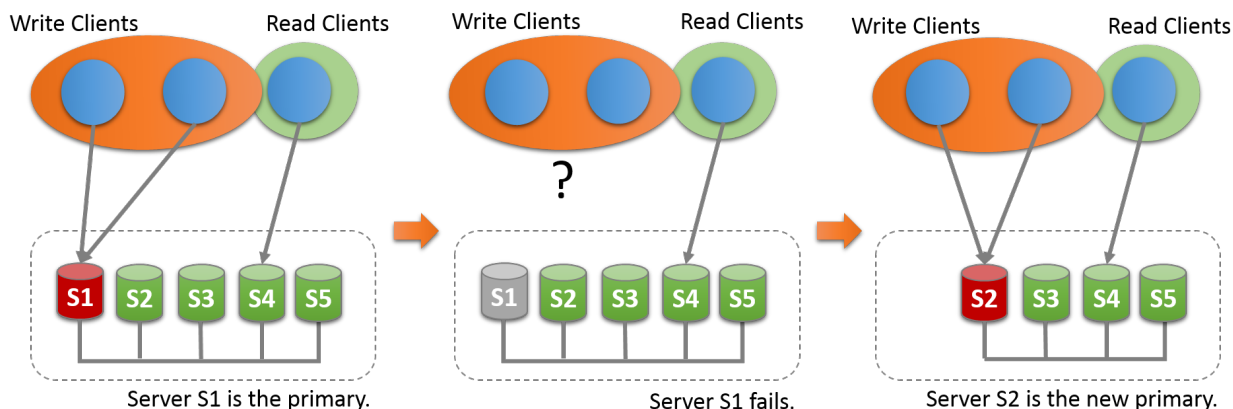 Write Clients
Read Clients
S1
S2
S3
S4
S5
Server S1 is the primary.
Write Clients
Read Clients
?
S1
S2
S3
S4
S5
Server S1 fails.
Write Clients
Read Clients
S2
S3
S4
S5
Server S2 is the new primary.